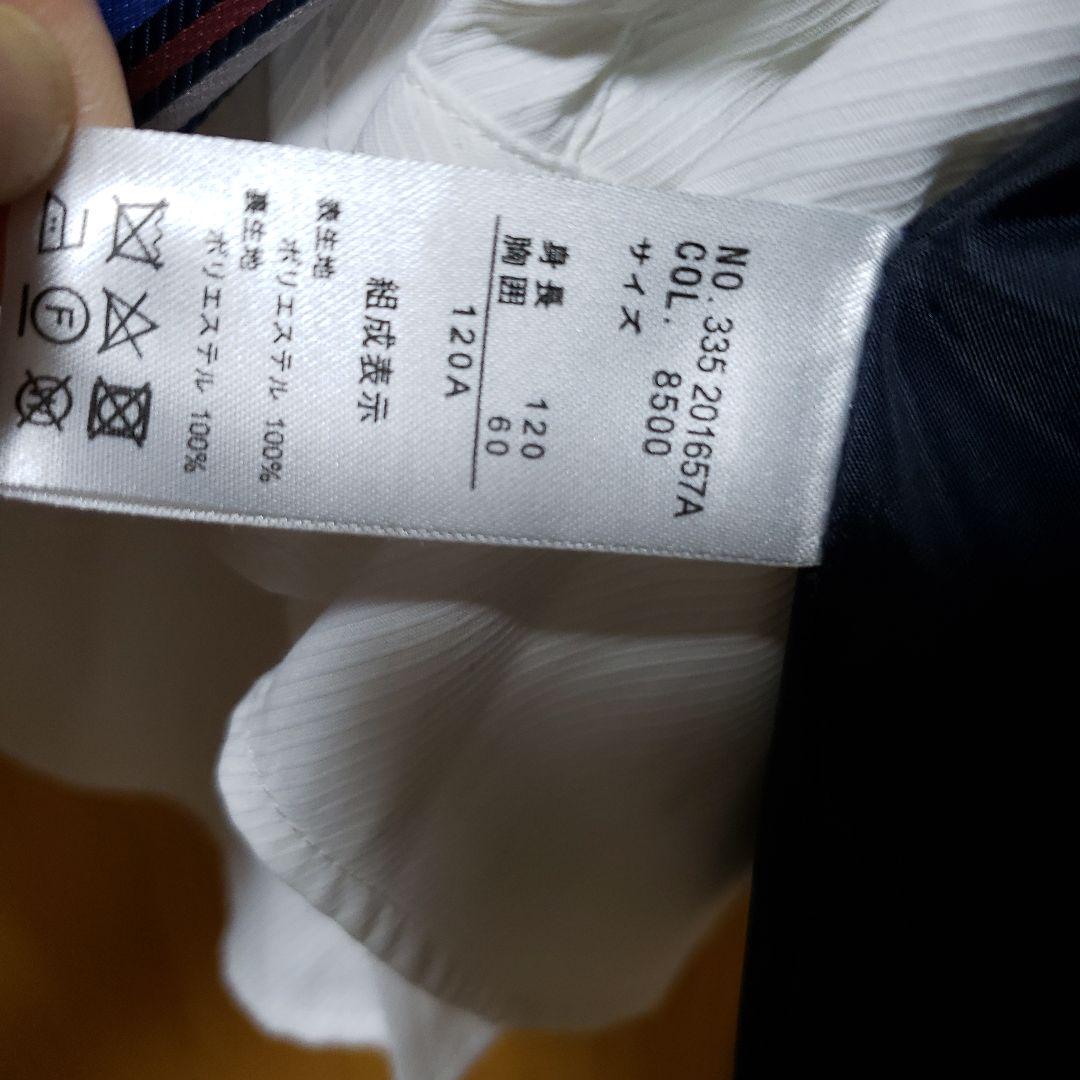 NO. 335 201657A
COL. 8500
サイズ
身長 120
胸囲 60
120A
組成表示
表生地
ポリエステル 100%
裏生地
ポリエステル 100%
F
W